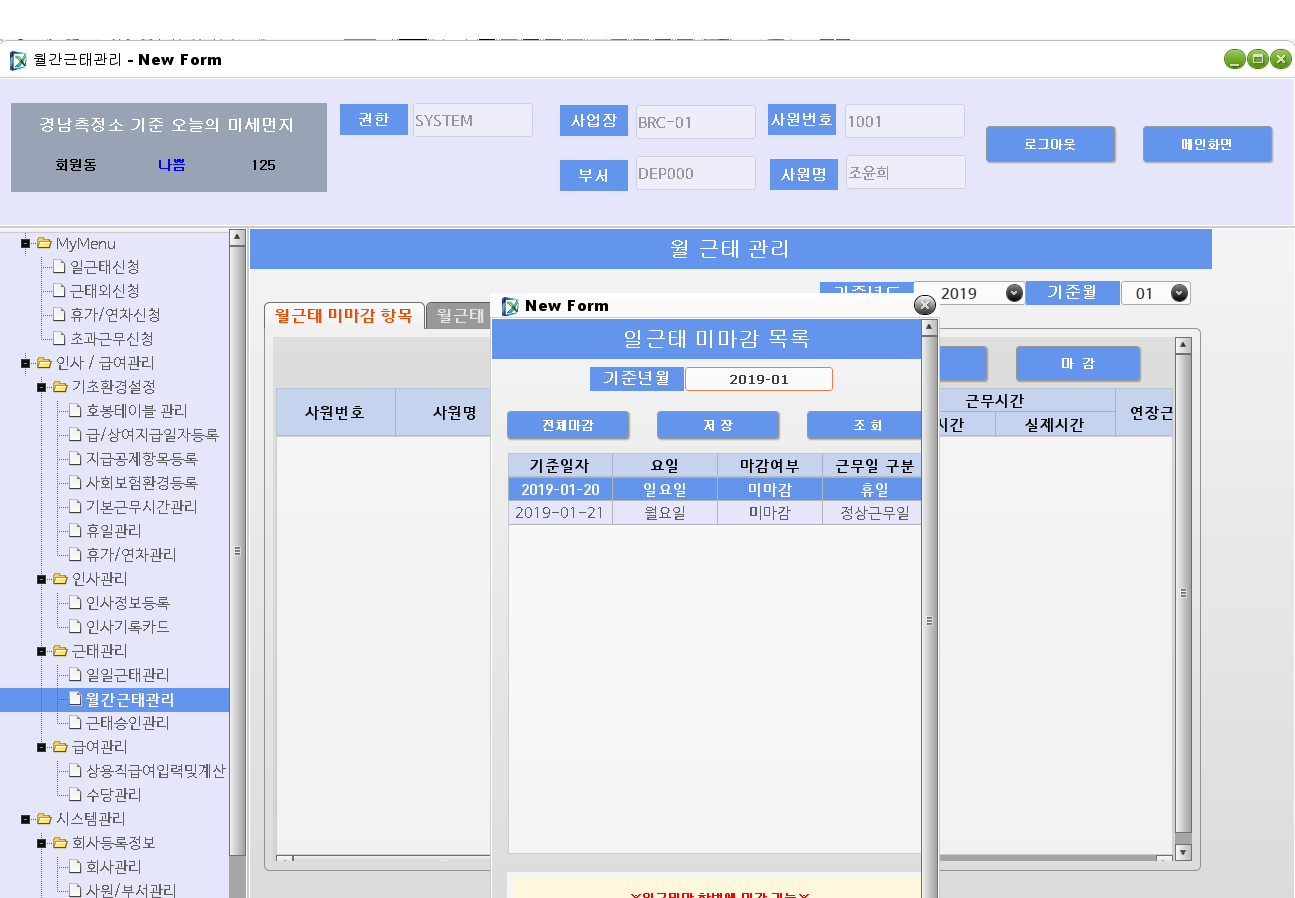 월간근태관리 - New Form
경남측정소 기준 오늘의 미세먼지
회원동 나쁨 125
권한 SYSTEM
사업장 BRC-01
사원번호 1001
부서 DEP000
사원명 조윤희
로그아웃
메인화면
MyMenu
일근태신청
근태외신청
휴가/연차신청
초과근무신청
인사 / 급여관리
기초환경설정
호봉테이블 관리
급/상여지급일자등록
지급공제항목등록
사회보험환경등록
기본근무시간관리
휴일관리
휴가/연차관리
인사관리
인사정보등록
인사기록카드
근태관리
일일근태관리
월간근태관리
근태승인관리
급여관리
상용직급여입력및계산
수당관리
시스템관리
회사등록정보
회사관리
사원/부서관리
월 근태 관리
기준년도 2019 기준월 01
월근태 미마감 항목
월근태
마 감
사원번호 사원명
근무시간
시간 실제시간
연장근
New Form
일근태 미마감 목록
기준년월 2019-01
전체마감 저 장 조 회
기준일자 요일 마감여부 근무일 구분
2019-01-20 일요일 미마감 휴일
2019-01-21 월요일 미마감 정상근무일